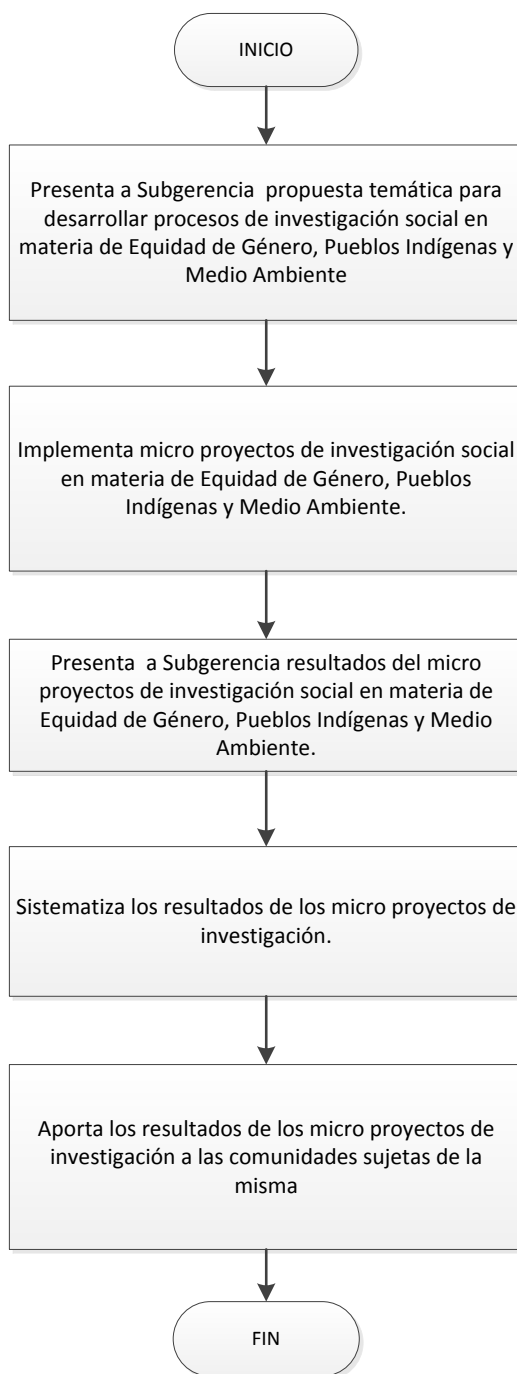 INICIO
Presenta a Subgerencia propuesta temática para
desarrollar procesos de investigación social en
materia de Equidad de Género, Pueblos Indígenas y
Medio Ambiente
Implementa micro proyectos de investigación social
en materia de Equidad de Género, Pueblos
Indígenas y Medio Ambiente.
Presenta a Subgerencia resultados del micro
proyectos de investigación social en materia de
Equidad de Género, Pueblos Indígenas y Medio
Ambiente.
Sistematiza los resultados de los micro proyectos de
investigación.
Aporta los resultados de los micro proyectos de
investigación a las comunidades sujetas de la
misma
FIN